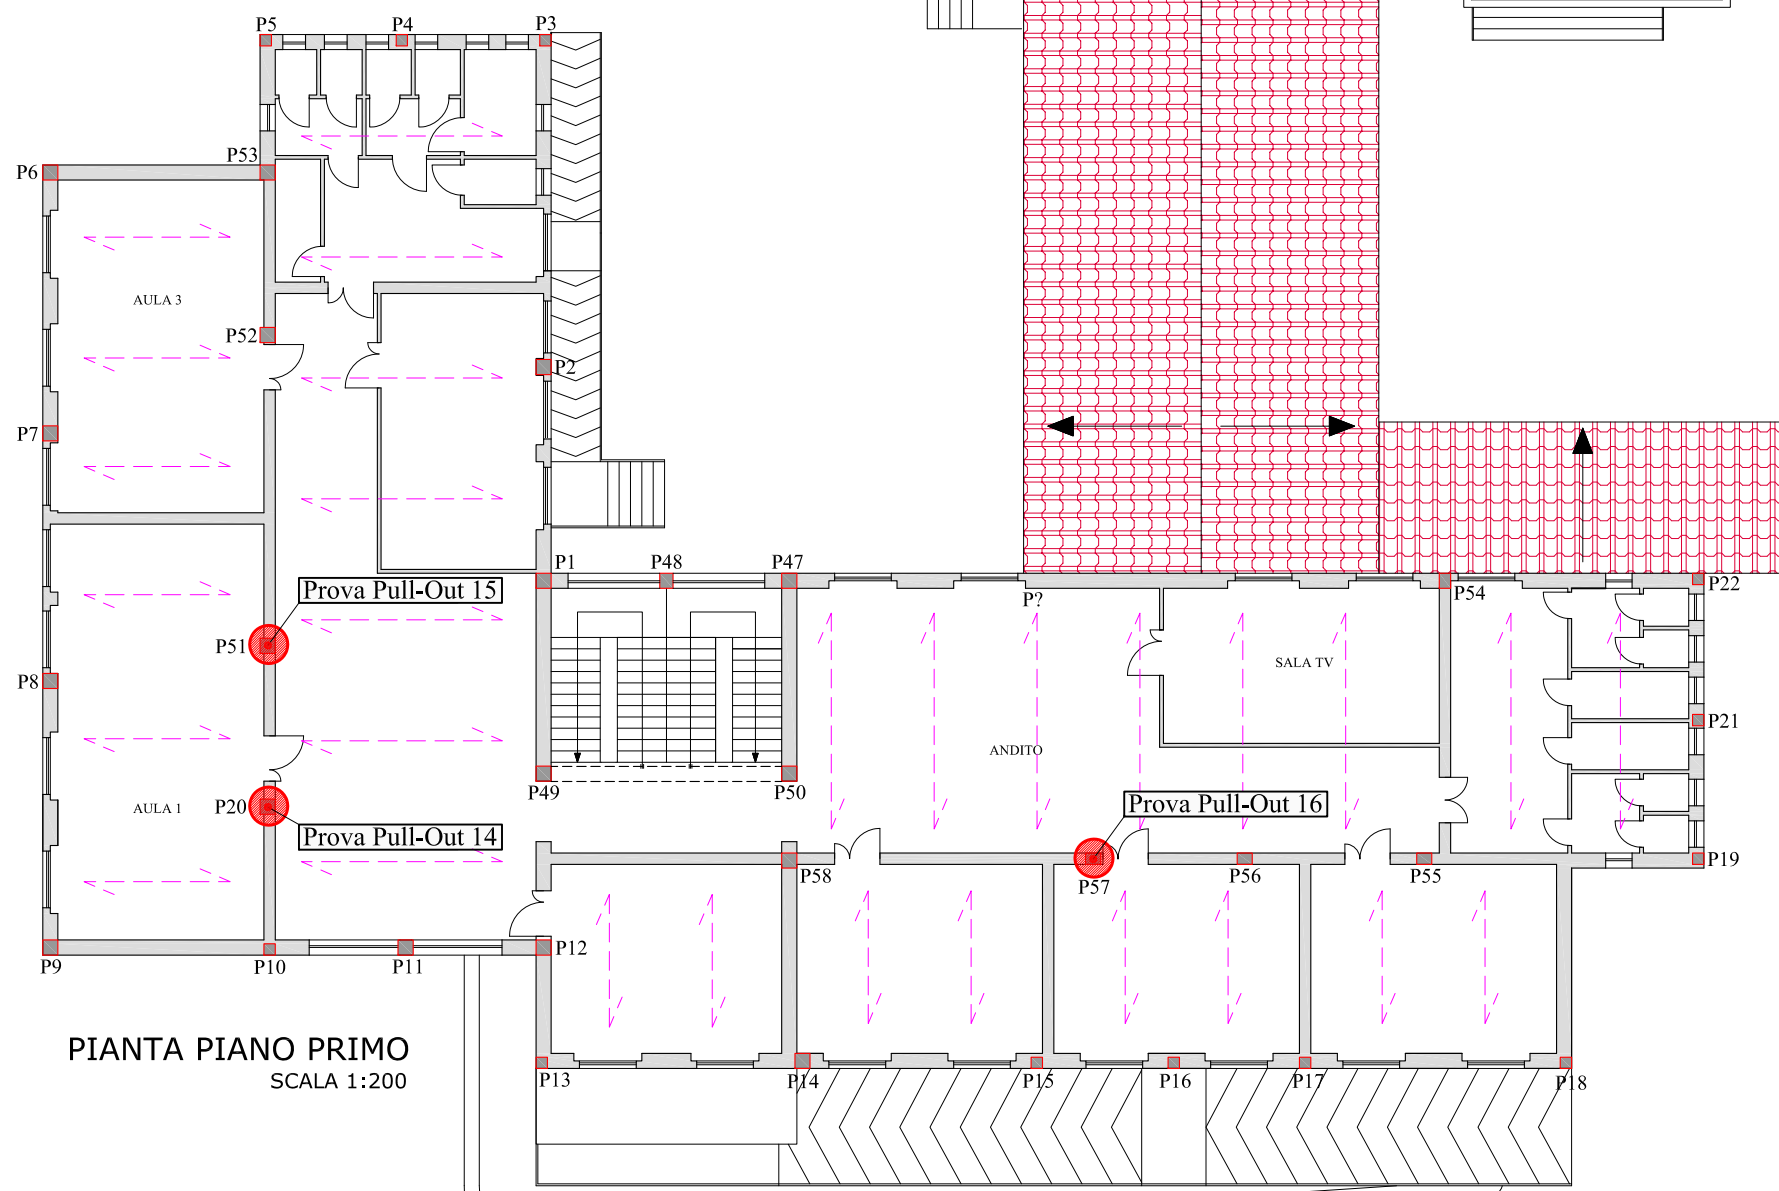 P5
P4
P3
P53
P6
AULA 3
P52
P2
P7
P1
P48
P47
Prova Pull-Out 15
P?
P54
P22
P51
P8
SALA TV
P21
ANDITO
P49
P50
P20
AULA 1
Prova Pull-Out 14
Prova Pull-Out 16
P58
P57
P56
P55
P19
P9
P10
P11
P12
PIANTA PIANO PRIMO
SCALA 1:200
P13
P14
P15
P16
P17
P18